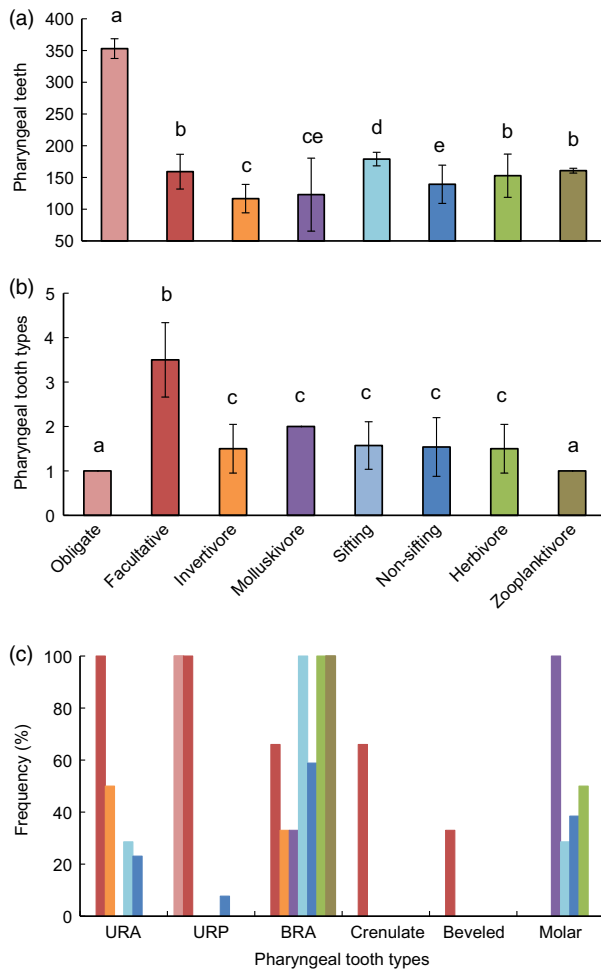 (a)
400
350
300
250
200
150
100
50
Pharyngeal teeth
a
b
c
ce
d
e
b
b
(b)
5
4
3
2
1
0
Pharyngeal tooth types
a
b
c
c
c
c
c
a
Obligate
Facultative
Invertivore
Molluskivore
Sifting
Non-sifting
Herbivore
Zooplanktivore
(c)
100
80
60
40
20
0
Frequency (%)
URA URP BRA Crenulate Beveled Molar
Pharyngeal tooth types